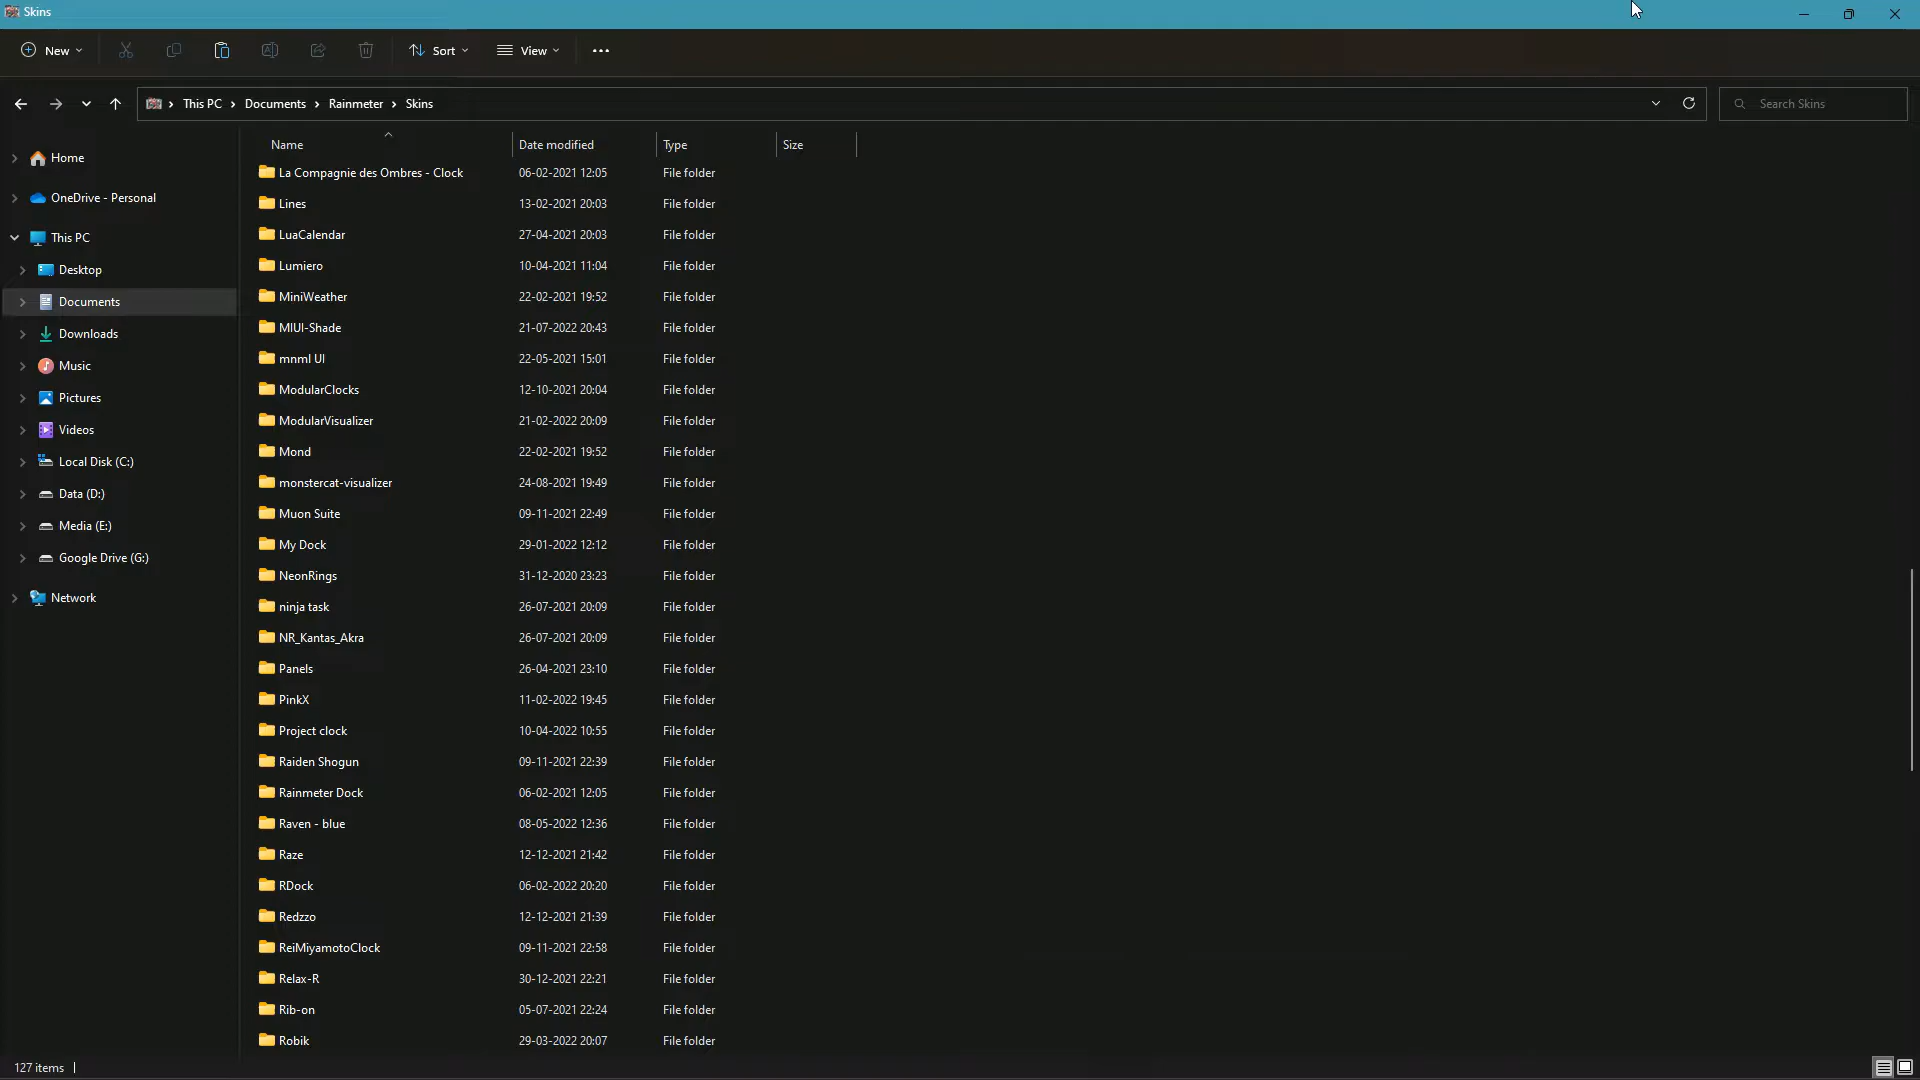 Skins
New
Sort
View
This PC
Documents
Rainmeter
Skins
Search Skins
Home
OneDrive - Personal
This PC
Desktop
Documents
Downloads
Music
Pictures
Videos
Local Disk (C:)
Data (D:)
Media (E:)
Google Drive (G:)
Network
Name Date modified Type Size
La Compagnie des Ombres - Clock 06-02-2021 12:05 File folder
Lines 13-02-2021 20:03 File folder
LuaCalendar 27-04-2021 20:03 File folder
Lumiero 10-04-2021 11:04 File folder
MiniWeather 22-02-2021 19:52 File folder
MIUI-Shade 21-07-2022 20:43 File folder
mnml UI 22-05-2021 15:01 File folder
ModularClocks 12-10-2021 20:04 File folder
ModularVisualizer 21-02-2022 20:09 File folder
Mond 22-02-2021 19:52 File folder
monstercat-visualizer 24-08-2021 19:49 File folder
Muon Suite 09-11-2021 22:49 File folder
My Dock 29-01-2022 12:12 File folder
NeonRings 31-12-2020 23:23 File folder
ninja task 26-07-2021 20:09 File folder
NR_Kantas_Akra 26-07-2021 20:09 File folder
Panels 26-04-2021 23:10 File folder
PinkX 11-02-2022 19:45 File folder
Project clock 10-04-2022 10:55 File folder
Raiden Shogun 09-11-2021 22:39 File folder
Rainmeter Dock 06-02-2021 12:05 File folder
Raven - blue 08-05-2022 12:36 File folder
Raze 12-12-2021 21:42 File folder
RDock 06-02-2022 20:20 File folder
Redzzo 12-12-2021 21:39 File folder
ReiMiyamotoClock 09-11-2021 22:58 File folder
Relax-R 30-12-2021 22:21 File folder
Rib-on 05-07-2021 22:24 File folder
Robik 29-03-2022 20:07 File folder
127 items